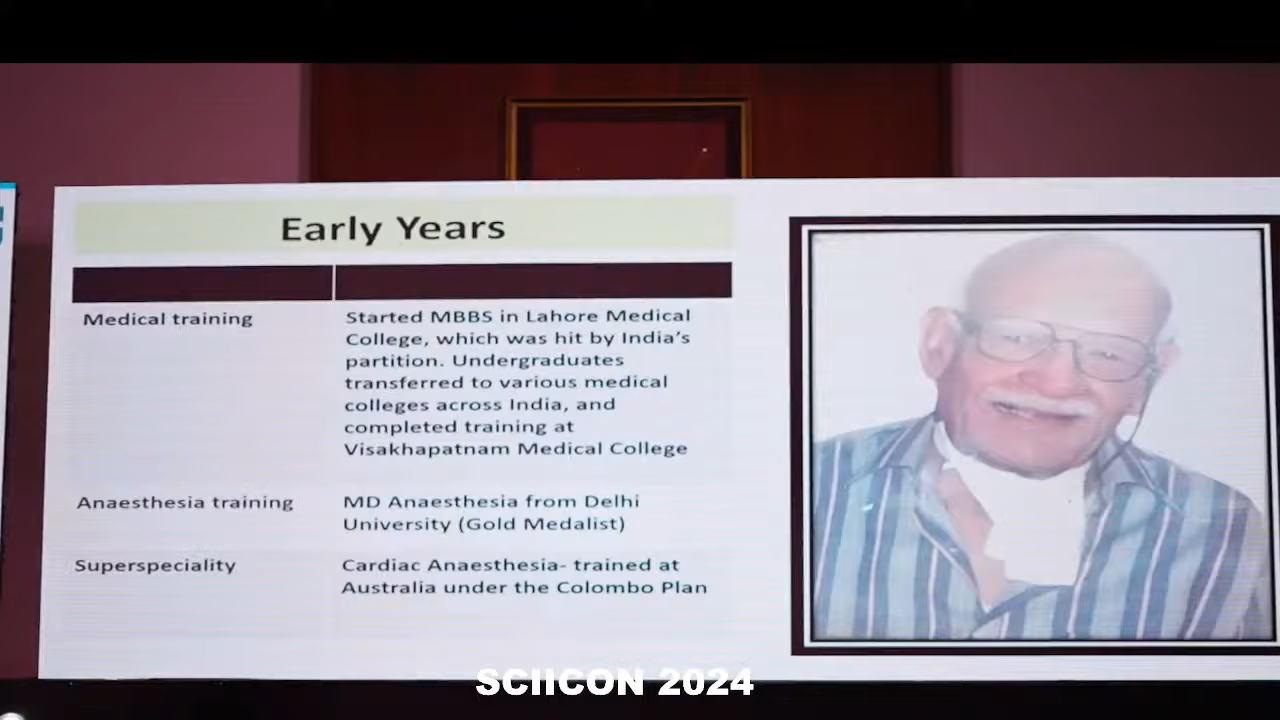 Early Years
Medical training
Started MBBS in Lahore Medical
College, which was hit by India's
partition. Undergraduates
transferred to various medical
colleges across India, and
completed training at
Visakhapatnam Medical College
Anaesthesia training
MD Anaesthesia from Delhi
University (Gold Medalist)
Superspeciality
Cardiac Anaesthesia- trained at
Australia under the Colombo Plan
SCIICON 2024